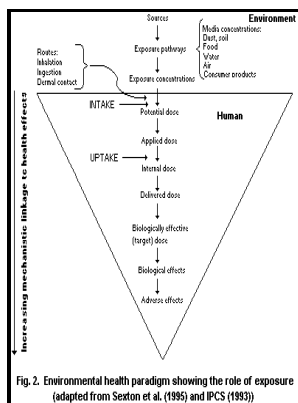 Sources
Environment
Exposure pathways
Media concentrations:
Dust, soil
Food
Water
Air
Consumer products
Routes:
Inhalation
Ingestion
Dermal contact
Exposure concentrations
INTAKE
Potential dose
Human
Applied dose
UPTAKE
Internal dose
Delivered dose
Biologically effective
(target) dose
Biological effects
Adverse effects
Increasing mechanistic linkage to health effects
Fig. 2. Environmental health paradigm showing the role of exposure
(adapted from Sexton et al. (1995) and IPCS (1993))